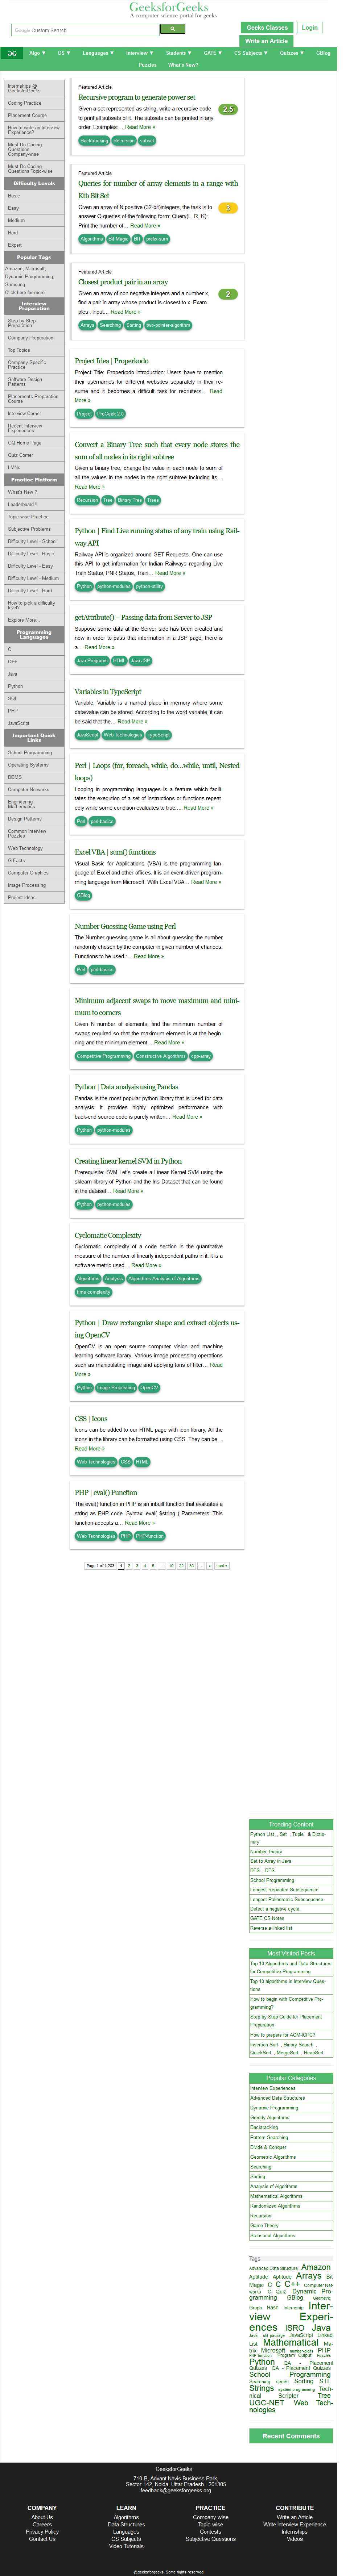 GeeksforGeeks
A computer science portal for geeks
Google Custom Search
Geeks Classes
Login
Write an Article
Algo ▼
DS ▼
Languages ▼
Interview ▼
Students ▼
GATE ▼
CS Subjects ▼
Quizzes ▼
GBlog
Puzzles
What's New?
Internships @
GeeksforGeeks
Coding Practice
Placement Course
How to write an Interview
Experience?
Must Do Coding
Questions
Company-wise
Must Do Coding
Questions Topic-wise
Difficulty Levels
Basic
Easy
Medium
Hard
Expert
Popular Tags
Amazon, Microsoft,
Dynamic Programming,
Samsung
Click here for more
Interview
Preparation
Step by Step
Preparation
Company Preparation
Top Topics
Company Specific
Practice
Software Design
Patterns
Placements Preparation
Course
Interview Corner
Recent Interview
Experiences
GQ Home Page
Quiz Corner
LMNs
Practice Platform
What's New ?
Leaderboard !!
Topic-wise Practice
Subjective Problems
Difficulty Level - School
Difficulty Level - Basic
Difficulty Level - Easy
Difficulty Level - Medium
Difficulty Level - Hard
How to pick a difficulty
level?
Explore More...
Programming
Languages
C
C++
Java
Python
SQL
PHP
JavaScript
Important Quick
Links
School Programming
Operating Systems
DBMS
Computer Networks
Engineering
Mathematics
Design Patterns
Common Interview
Puzzles
Web Technology
G-Facts
Computer Graphics
Image Processing
Project Ideas
Featured Article
Recursive program to generate power set
2.5
Given a set represented as string, write a recursive code
to print all subsets of it. The subsets can be printed in any
order. Examples:… Read More »
Backtracking Recursion subset
Featured Article
Queries for number of array elements in a range with
Kth Bit Set
3
Given an array of N positive (32-bit)integers, the task is to
answer Q queries of the following form: Query(L, R, K):
Print the number of… Read More »
Algorithms Bit Magic BIT prefix-sum
Featured Article
Closest product pair in an array
2
Given an array of non negative integers and a number x,
find a pair in array whose product is closest to x. Exam-
ples : Input… Read More »
Arrays Searching Sorting two-pointer-algorithm
Project Idea | Properkodo
Project Title: Properkodo Introduction: Users have to mention
their usernames for different websites separately in their re-
sume, and it becomes a difficult task for recruiters… Read
More »
Project ProGeek 2.0
Convert a Binary Tree such that every node stores the
sum of all nodes in its right subtree
Given a binary tree, change the value in each node to sum of
all the values in the nodes in the right subtree including its…
Read More »
Recursion Tree Binary Tree Trees
Python | Find Live running status of any train using Rail-
way API
Railway API is organized around GET Requests. One can use
this API to get information for Indian Railways regarding Live
Train Status, PNR Status, Train… Read More »
Python python-modules python-utility
getAttribute() – Passing data from Server to JSP
Suppose some data at the Server side has been created and
now in order to pass that information in a JSP page, there is
a… Read More »
Java Programs HTML Java-JSP
Variables in TypeScript
Variable: Variable is a named place in memory where some
data/value can be stored. According to the word variable, it can
be said that the… Read More »
JavaScript Web Technologies TypeScript
Perl | Loops (for, foreach, while, do…while, until, Nested
loops)
Looping in programming languages is a feature which facil-
itates the execution of a set of instructions or functions repeat-
edly while some condition evaluates to true.… Read More »
Perl perl-basics
Excel VBA | sum() functions
Visual Basic for Applications (VBA) is the programming lan-
guage of Excel and other offices. It is an event-driven program-
ming language from Microsoft. With Excel VBA… Read More »
GBlog
Number Guessing Game using Perl
The Number guessing game is all about guessing the number
randomly chosen by the computer in given number of chances.
Functions to be used :… Read More »
Perl perl-basics
Minimum adjacent swaps to move maximum and mini-
mum to corners
Given N number of elements, find the minimum number of
swaps required so that the maximum element is at the begin-
ning and the minimum element… Read More »
Competitive Programming Constructive Algorithms cpp-array
Python | Data analysis using Pandas
Pandas is the most popular python library that is used for data
analysis. It provides highly optimized performance with
back-end source code is purely written… Read More »
Python python-modules
Creating linear kernel SVM in Python
Prerequisite: SVM Let's create a Linear Kernel SVM using the
sklearn library of Python and the Iris Dataset that can be found
in the dataset… Read More »
Python python-modules
Cyclomatic Complexity
Cyclomatic complexity of a code section is the quantitative
measure of the number of linearly independent paths in it. It is a
software metric used… Read More »
Algorithms Analysis Algorithms-Analysis of Algorithms
time complexity
Python | Draw rectangular shape and extract objects us-
ing OpenCV
OpenCV is an open source computer vision and machine
learning software library. Various image processing operations
such as manipulating image and applying tons of filter… Read
More »
Python Image Processing OpenCV
CSS | Icons
Icons can be added to our HTML page with icon library. All the
icons in the library can be formatted using CSS. They can be…
Read More »
Web Technologies CSS HTML
PHP | eval() Function
The eval() function in PHP is an inbuilt function that evaluates a
string as PHP code. Syntax: eval( $string ) Parameters: This
function accepts a… Read More »
Web Technologies PHP PHP-function
Page 1 of 1,283 1 2 3 4 5 ... 10 20 30 ... » Last »
Trending Content
Python List , Set , Tuple & Dictio-
nary
Number Theory
Set to Array in Java
BFS , DFS
School Programming
Longest Repeated Subsequence
Longest Palindromic Subsequence
Detect a negative cycle
GATE CS Notes
Reverse a linked list
Most Visited Posts
Top 10 Algorithms and Data Structures
for Competitive Programming
Top 10 algorithms in Interview Ques-
tions
How to begin with Competitive Pro-
gramming?
Step by Step Guide for Placement
Preparation
How to prepare for ACM-ICPC?
Insertion Sort , Binary Search ,
QuickSort , MergeSort , HeapSort
Popular Categories
Interview Experiences
Advanced Data Structures
Dynamic Programming
Greedy Algorithms
Backtracking
Pattern Searching
Divide & Conquer
Geometric Algorithms
Searching
Sorting
Analysis of Algorithms
Mathematical Algorithms
Randomized Algorithms
Recursion
Game Theory
Statistical Algorithms
Tags
Advanced Data Structure Amazon
Aptitude Aptitude Arrays Bit
Magic C C C++ Computer Net-
works C Quiz Dynamic Pro-
gramming GBlog Geometric
Graph Hash Internship Inter-
view Experi-
ences ISRO Java
Java - util package JavaScript Linked
List Mathematical Ma-
trix Microsoft number-digits PHP
PHP-function Program Output Puzzles
Python QA - Placement
Quizzes QA - Placement Quizzes
School Programming
Searching series Sorting STL
Strings system-programming Tech-
nical Scripter Tree
UGC-NET Web Tech-
nologies
Recent Comments
GeeksforGeeks
710-B, Advant Navis Business Park,
Sector-142, Noida, Uttar Pradesh - 201305
feedback@geeksforgeeks.org
COMPANY
About Us
Careers
Privacy Policy
Contact Us
LEARN
Algorithms
Data Structures
Languages
CS Subjects
Video Tutorials
PRACTICE
Company-wise
Topic-wise
Contests
Subjective Questions
CONTRIBUTE
Write an Article
Write Interview Experience
Internships
Videos
@geeksforgeeks, Some rights reserved